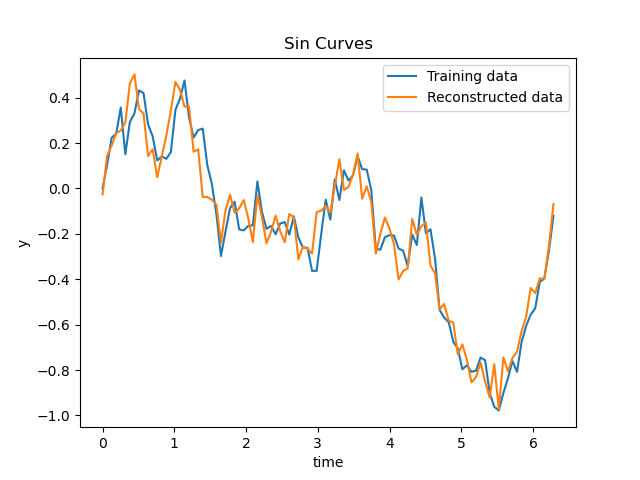 Sin Curves
Training data
Reconstructed data
0.4
0.2
0.0
−0.2
−0.4
−0.6
−0.8
−1.0
y
0 1 2 3 4 5 6
time